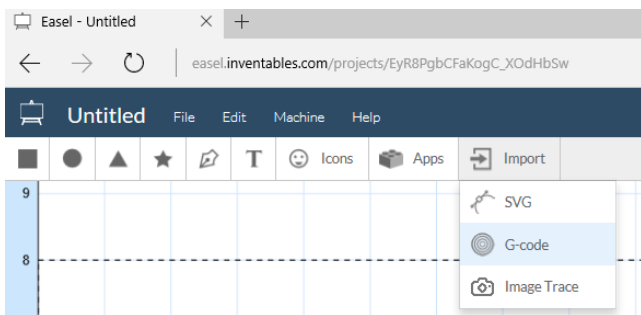 Easel - Untitled
easel.inventables.com/projects/EyR8PgbCFaKogC_XOdHbSw
Untitled File Edit Machine Help
T Icons Apps Import
9
SVG
G-code
8
Image Trace